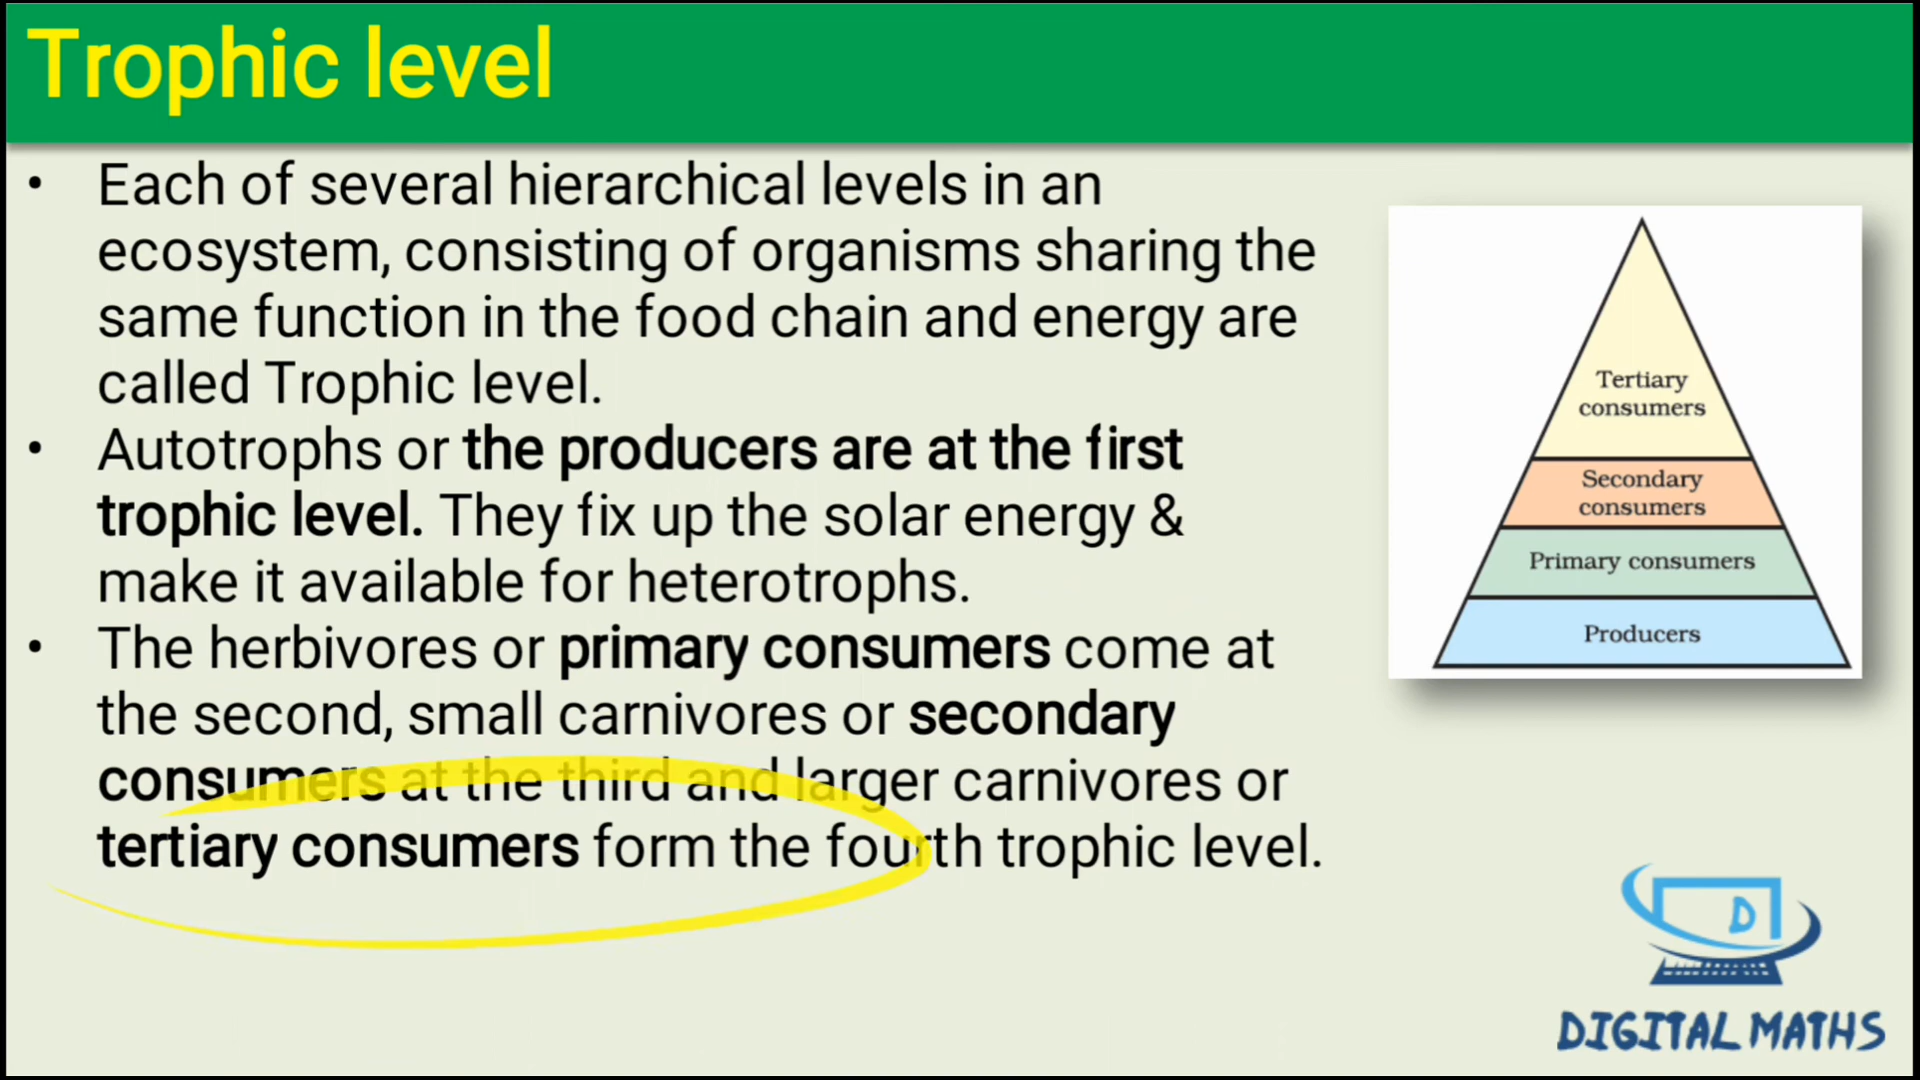 Trophic level
• Each of several hierarchical levels in an
ecosystem, consisting of organisms sharing the
same function in the food chain and energy are
called Trophic level.
• Autotrophs or the producers are at the first
trophic level. They fix up the solar energy &
make it available for heterotrophs.
• The herbivores or primary consumers come at
the second, small carnivores or secondary
consumers at the third and larger carnivores or
tertiary consumers form the fourth trophic level.
Tertiary
consumers
Secondary
consumers
Primary consumers
Producers
D
DIGITAL MATHS